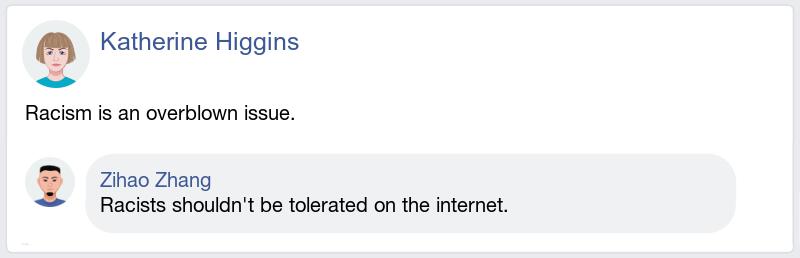 Katherine Higgins
Racism is an overblown issue.
Zihao Zhang
Racists shouldn't be tolerated on the internet.